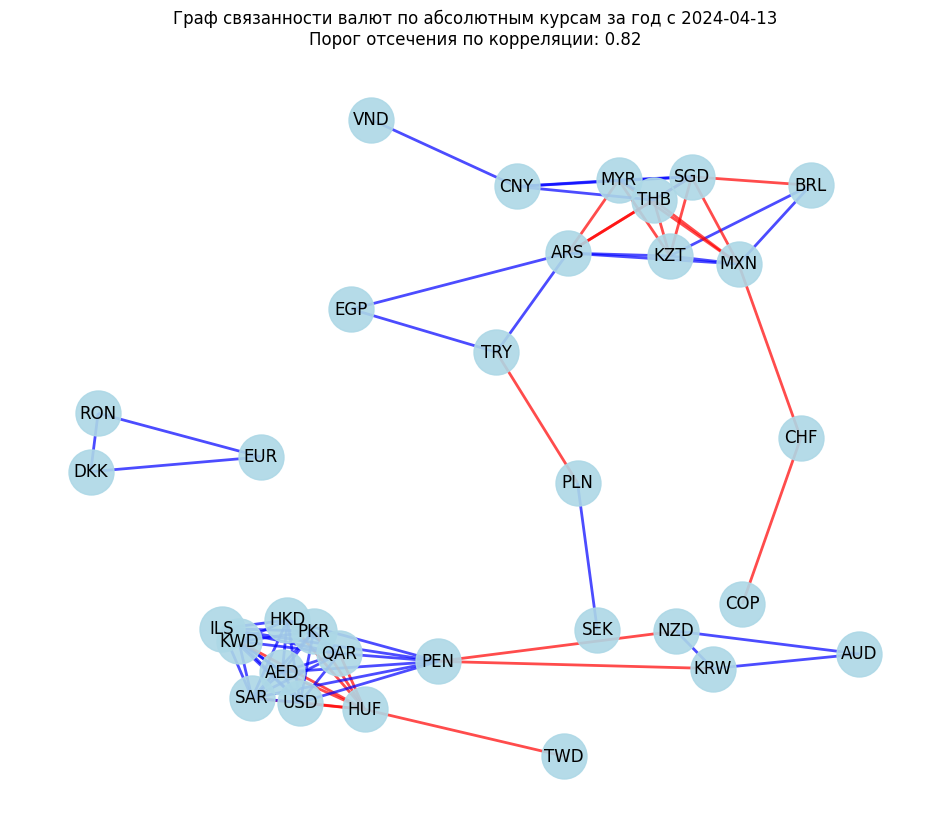 Граф связанности валют по абсолютным курсам за год с 2024-04-13
Порог отсечения по корреляции: 0.82
VND
CNY
MYR
SGD
THB
BRL
ARS
KZT
MXN
EGP
TRY
RON
EUR
DKK
CHF
PLN
COP
ILS
HKD
PKR
KWD
QAR
AED
SAR
USD
HUF
PEN
SEK
NZD
KRW
AUD
TWD